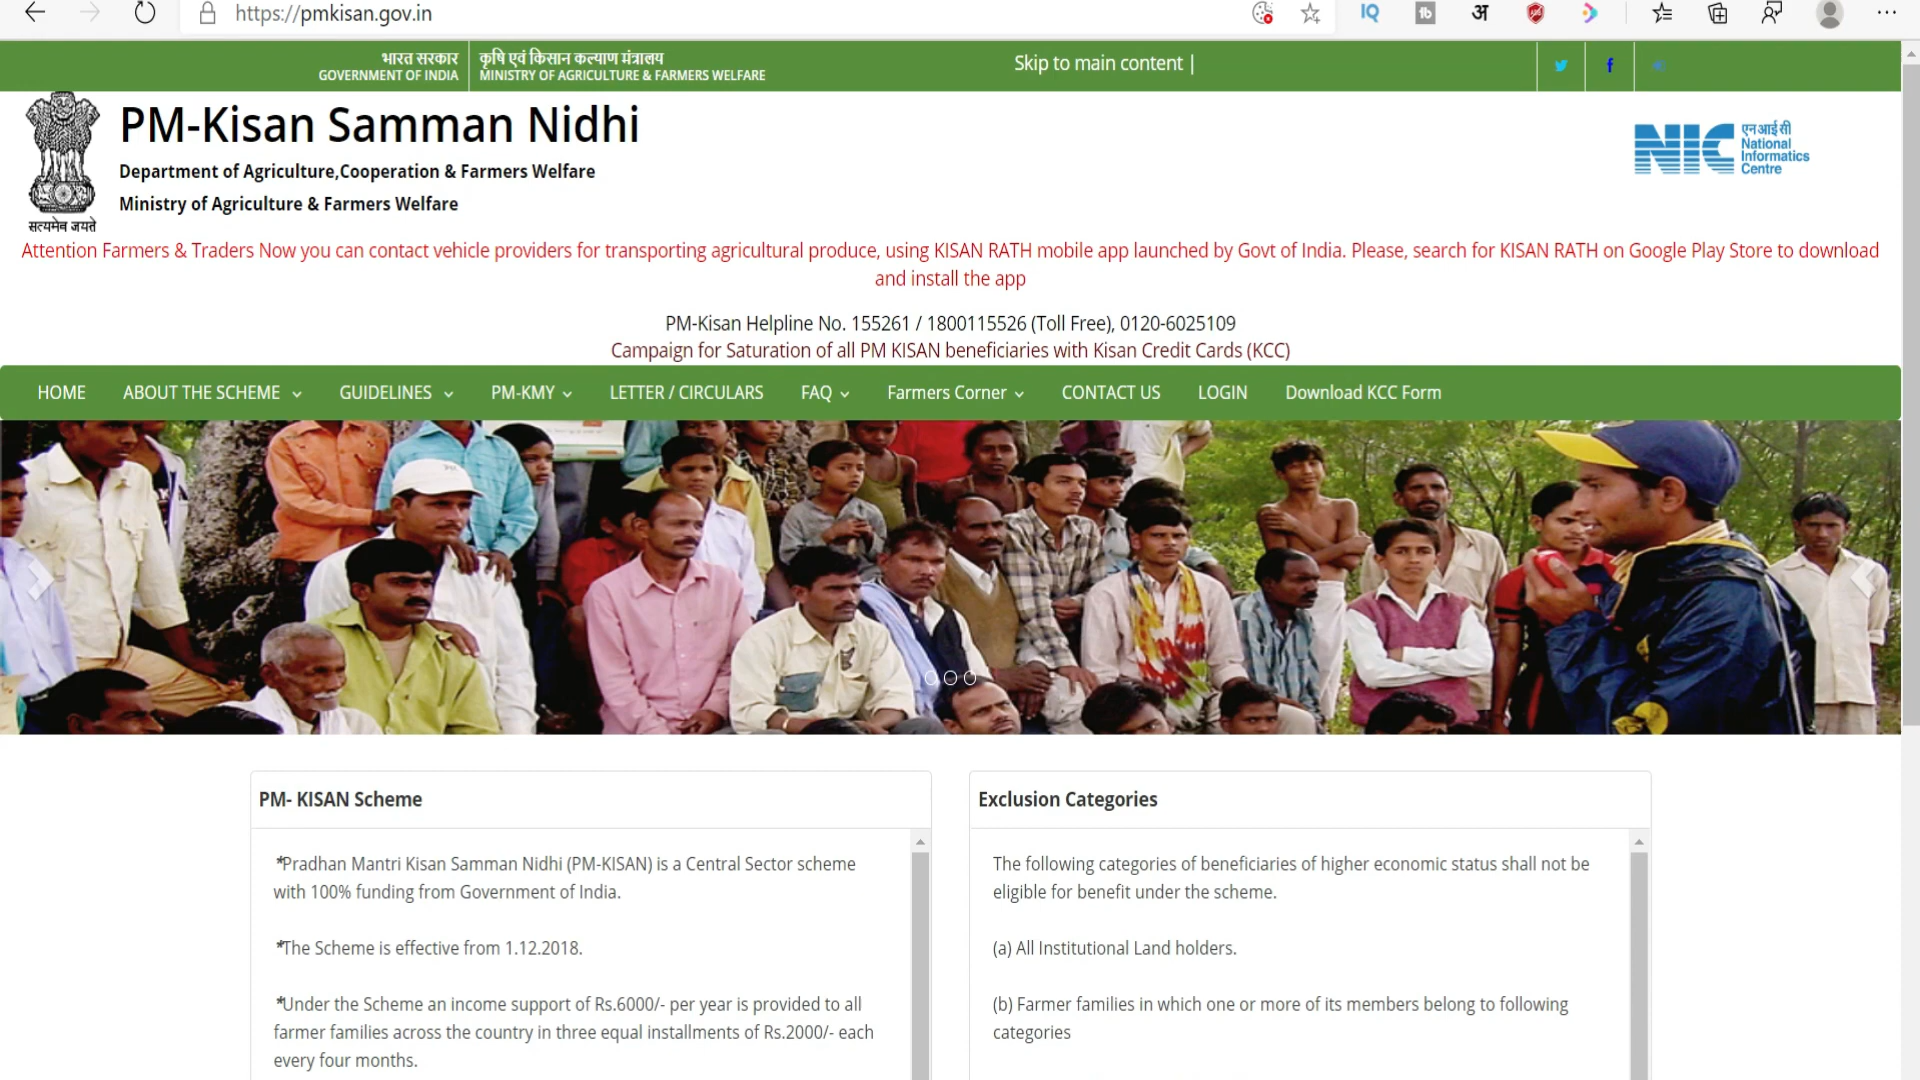 https://pmkisan.gov.in
भारत सरकार
GOVERNMENT OF INDIA
कृषि एवं किसान कल्याण मंत्रालय
MINISTRY OF AGRICULTURE & FARMERS WELFARE
Skip to main content |
PM-Kisan Samman Nidhi
Department of Agriculture,Cooperation & Farmers Welfare
Ministry of Agriculture & Farmers Welfare
सत्यमेव जयते
NIC
एन आई सी
National
Informatics
Centre
Attention Farmers & Traders Now you can contact vehicle providers for transporting agricultural produce, using KISAN RATH mobile app launched by Govt of India. Please, search for KISAN RATH on Google Play Store to download
and install the app
PM-Kisan Helpline No. 155261 / 1800115526 (Toll Free), 0120-6025109
Campaign for Saturation of all PM KISAN beneficiaries with Kisan Credit Cards (KCC)
HOME ABOUT THE SCHEME GUIDELINES PM-KMY LETTER / CIRCULARS FAQ Farmers Corner CONTACT US LOGIN Download KCC Form
PM- KISAN Scheme
*Pradhan Mantri Kisan Samman Nidhi (PM-KISAN) is a Central Sector scheme
with 100% funding from Government of India.
*The Scheme is effective from 1.12.2018.
*Under the Scheme an income support of Rs.6000/- per year is provided to all
farmer families across the country in three equal installments of Rs.2000/- each
every four months.
Exclusion Categories
The following categories of beneficiaries of higher economic status shall not be
eligible for benefit under the scheme.
(a) All Institutional Land holders.
(b) Farmer families in which one or more of its members belong to following
categories